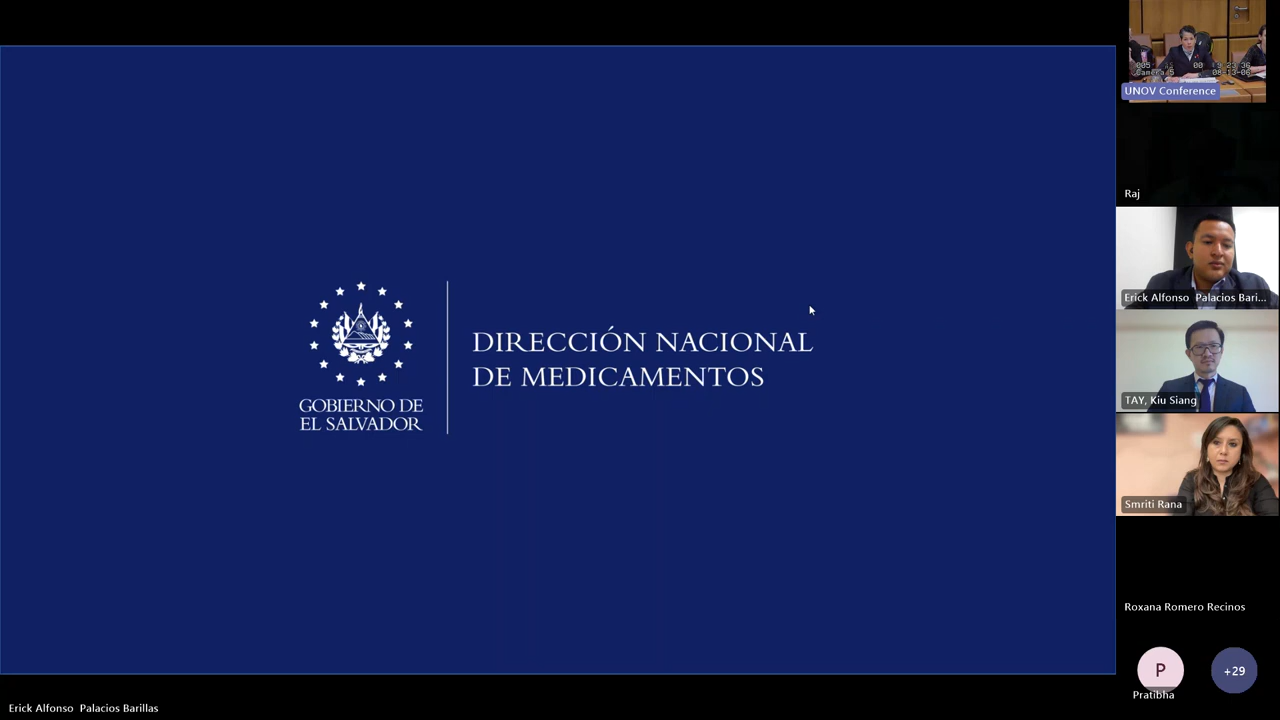 GOBIERNO DE
EL SALVADOR
DIRECCIÓN NACIONAL
DE MEDICAMENTOS
UNOV Conference
Raj
Erick Alfonso Palacios Bari...
TAY, Kiu Siang
Smriti Rana
Roxana Romero Recinos
P
+29
Pratibha
Erick Alfonso Palacios Barillas